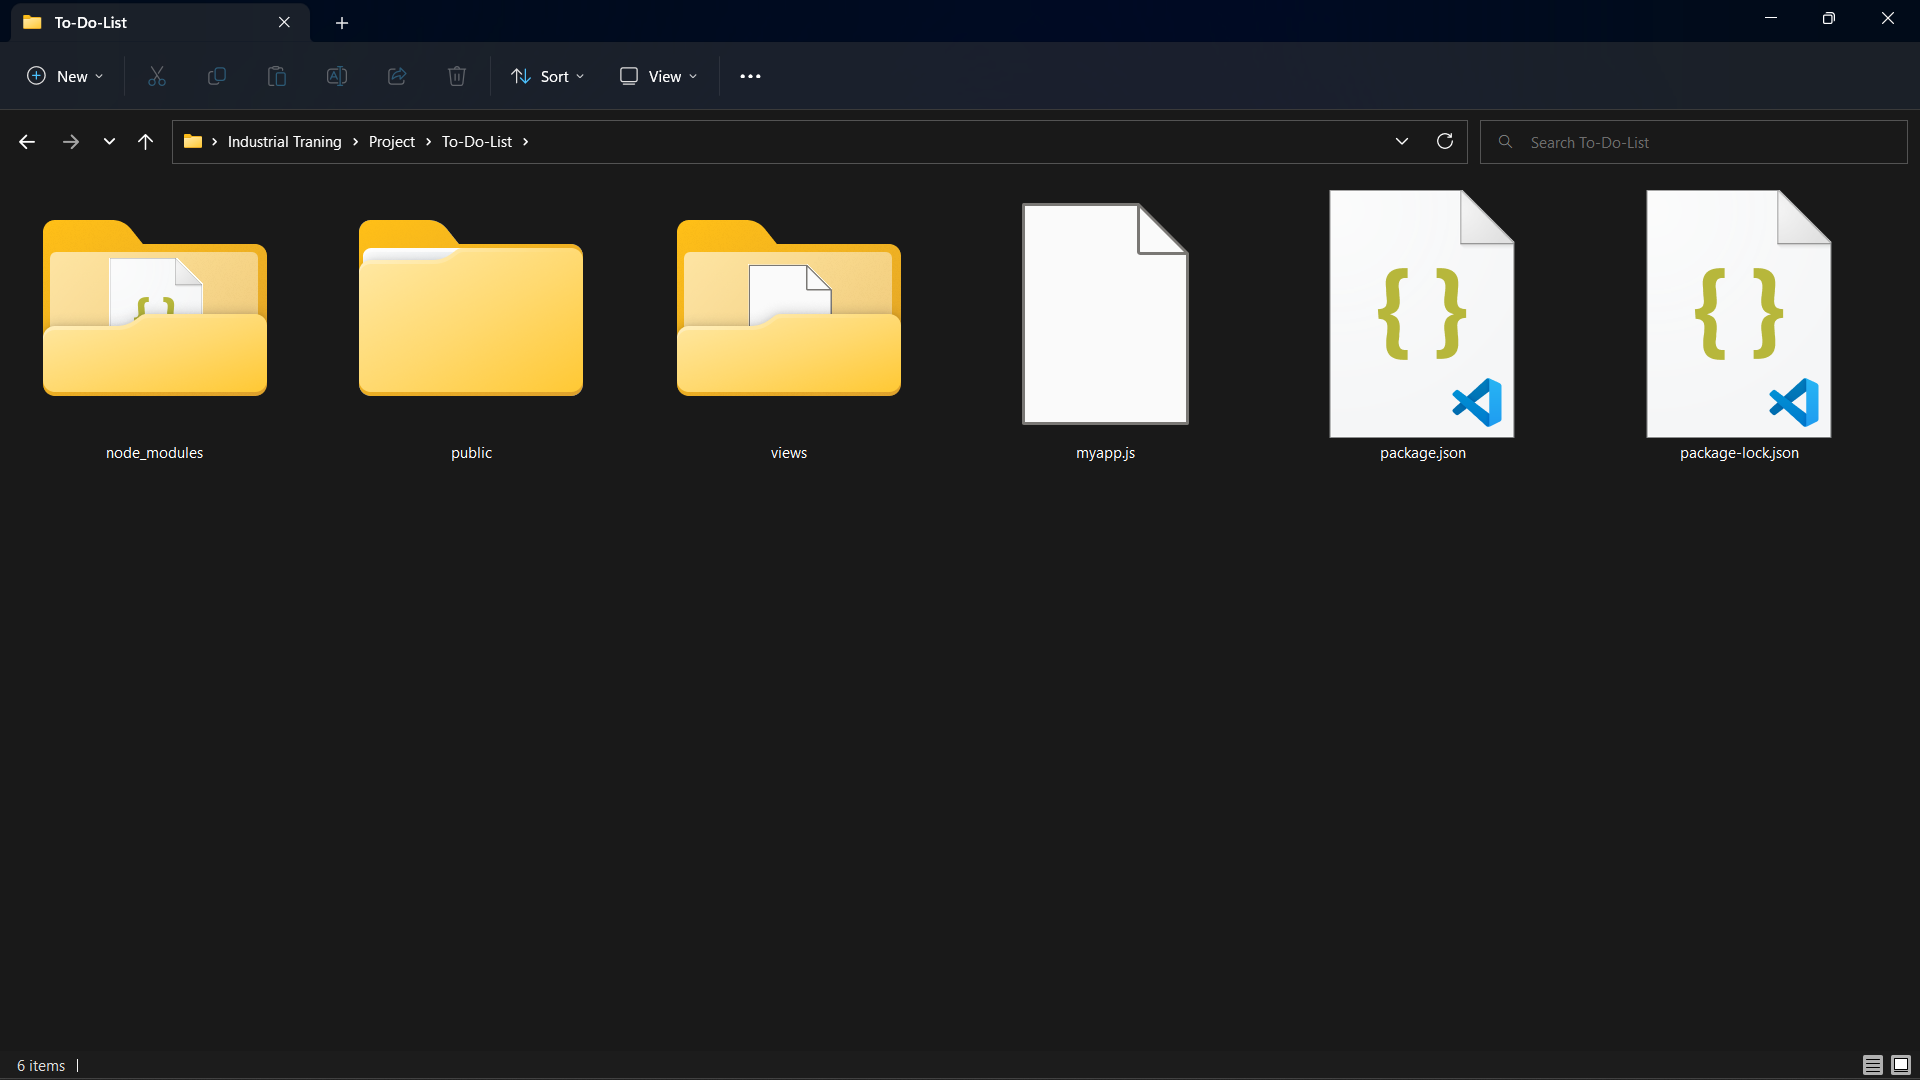 To-Do-List
New
Sort
View
Industrial Traning > Project > To-Do-List >
Search To-Do-List
node_modules
public
views
myapp.js
package.json
package-lock.json
6 items